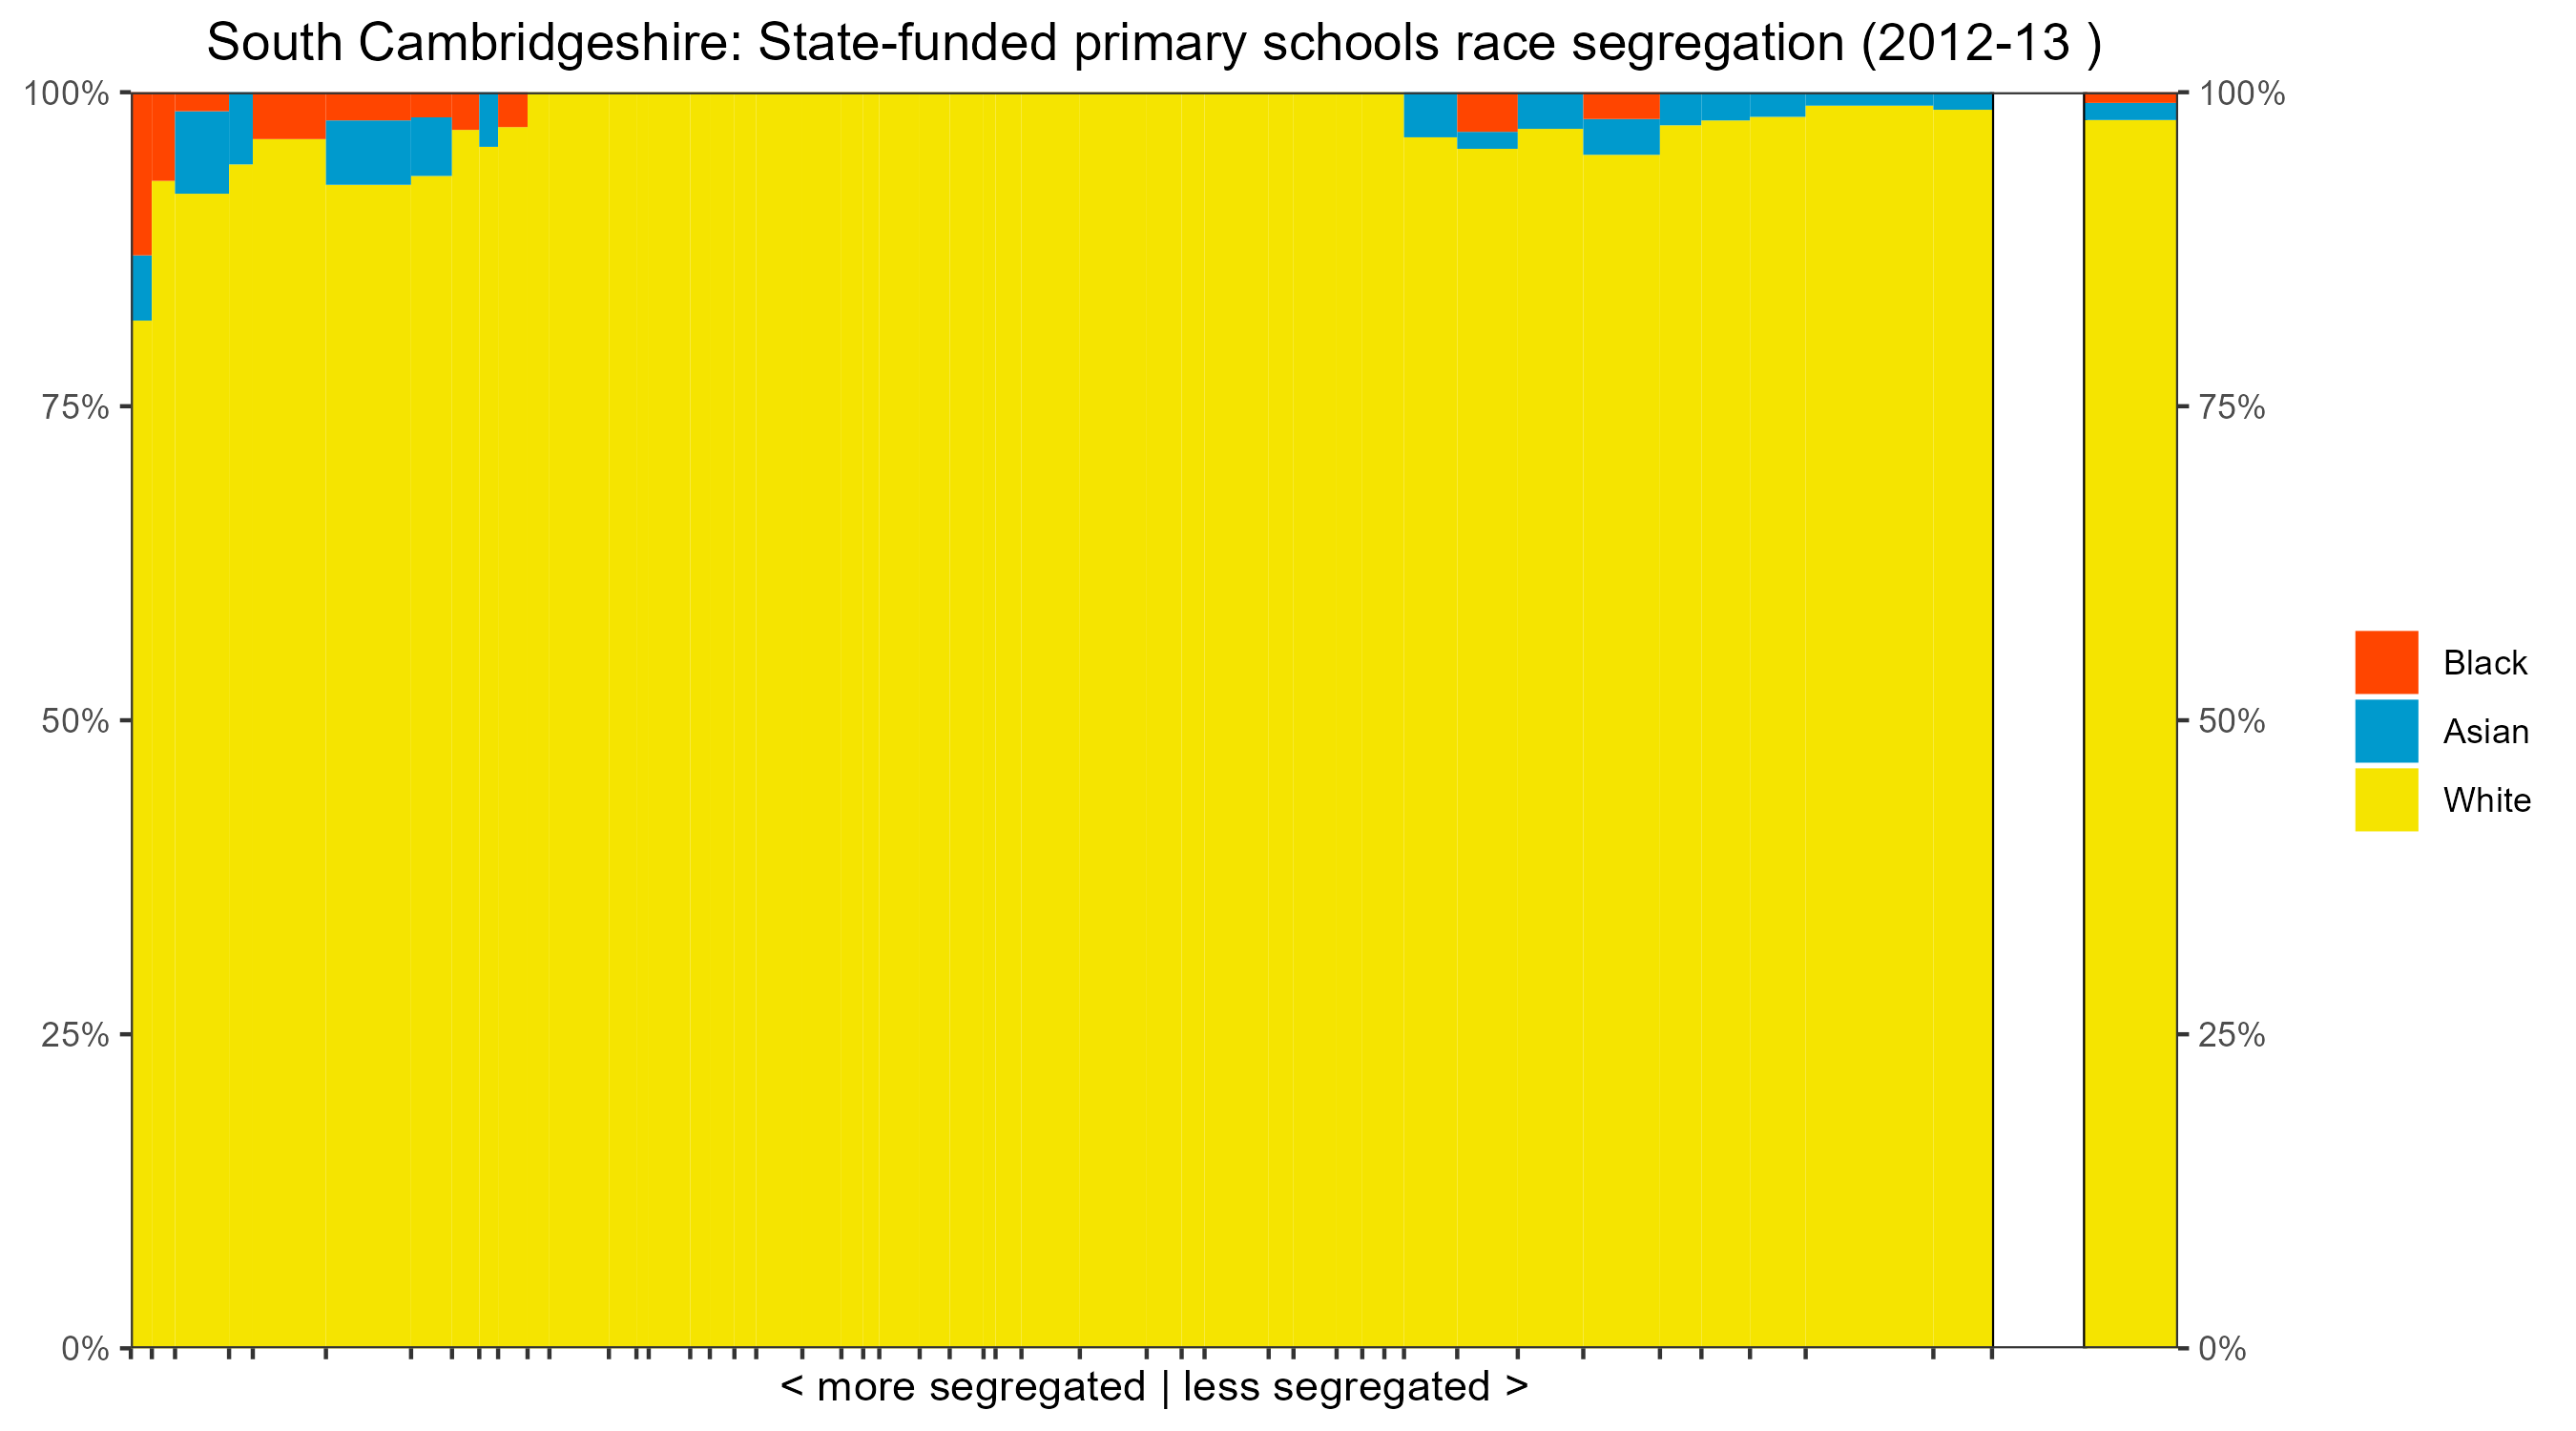 South Cambridgeshire: State-funded primary schools race segregation (2012-13 )
100%
75%
50%
25%
0%
100%
75%
50%
25%
0%
Black
Asian
White
< more segregated | less segregated >